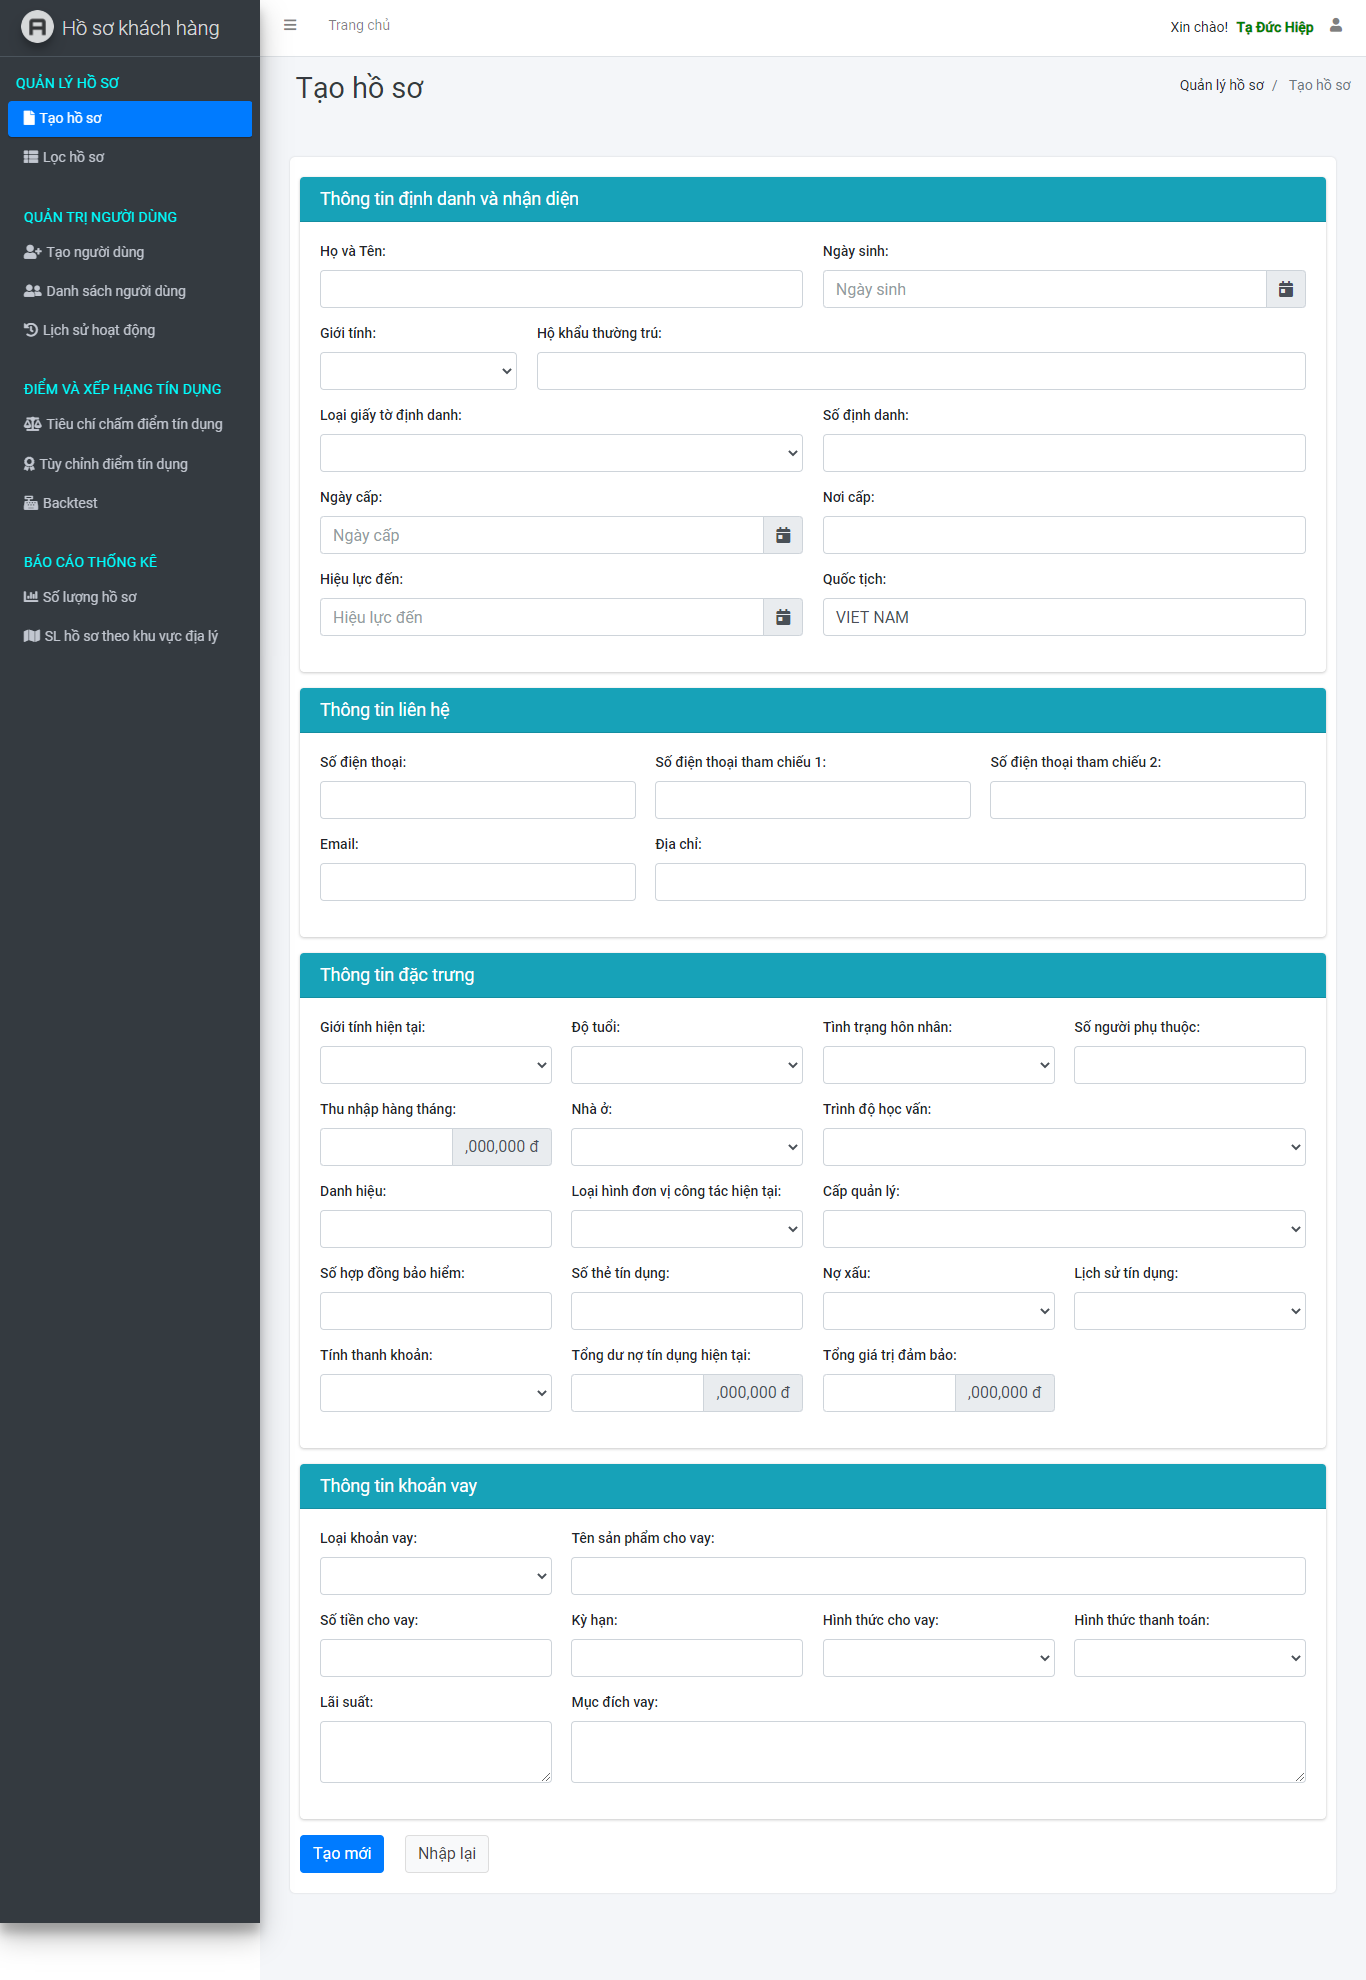 Hồ sơ khách hàng
Trang chủ
Xin chào! Tạ Đức Hiệp
QUẢN LÝ HỒ SƠ
Tạo hồ sơ
Lọc hồ sơ
QUẢN TRỊ NGƯỜI DÙNG
Tạo người dùng
Danh sách người dùng
Lịch sử hoạt động
ĐIỂM VÀ XẾP HẠNG TÍN DỤNG
Tiêu chí chấm điểm tín dụng
Tùy chỉnh điểm tín dụng
Backtest
BÁO CÁO THỐNG KÊ
Số lượng hồ sơ
SL hồ sơ theo khu vực địa lý
Tạo hồ sơ
Quản lý hồ sơ / Tạo hồ sơ
Thông tin định danh và nhận diện
Họ và Tên: Ngày sinh:
Ngày sinh
Giới tính: Hộ khẩu thường trú:
Loại giấy tờ định danh: Số định danh:
Ngày cấp: Nơi cấp:
Ngày cấp
Hiệu lực đến: Quốc tịch:
Hiệu lực đến VIET NAM
Thông tin liên hệ
Số điện thoại: Số điện thoại tham chiếu 1: Số điện thoại tham chiếu 2:
Email: Địa chỉ:
Thông tin đặc trưng
Giới tính hiện tại: Độ tuổi: Tình trạng hôn nhân: Số người phụ thuộc:
Thu nhập hàng tháng: Nhà ở: Trình độ học vấn:
,000,000 đ
Danh hiệu: Loại hình đơn vị công tác hiện tại: Cấp quản lý:
Số hợp đồng bảo hiểm: Số thẻ tín dụng: Nợ xấu: Lịch sử tín dụng:
Tính thanh khoản: Tổng dư nợ tín dụng hiện tại: Tổng giá trị đảm bảo:
,000,000 đ ,000,000 đ
Thông tin khoản vay
Loại khoản vay: Tên sản phẩm cho vay:
Số tiền cho vay: Kỳ hạn: Hình thức cho vay: Hình thức thanh toán:
Lãi suất: Mục đích vay:
Tạo mới Nhập lại